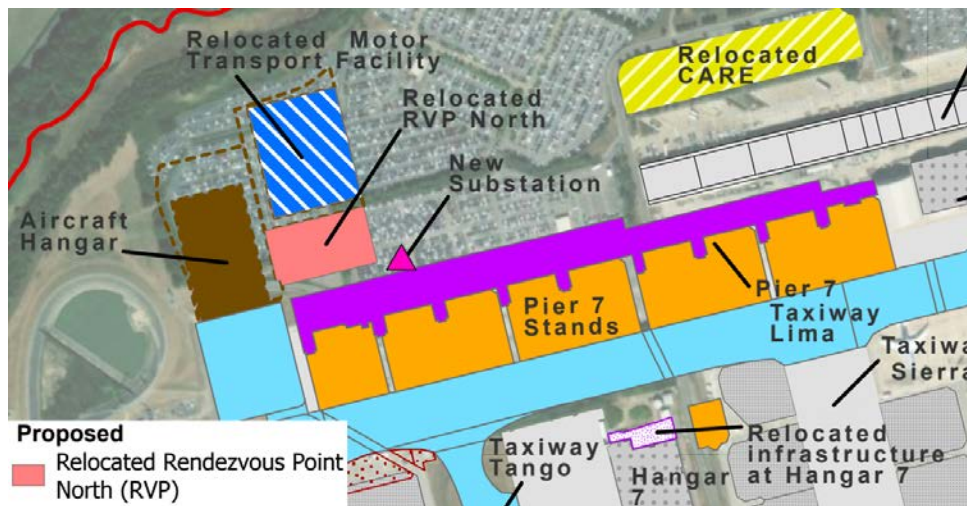 Relocated Motor
Transport Facility
Relocated
CARE
Relocated
RVP North
New
Substation
Aircraft
Hangar
Pier 7
Stands
Pier 7
Taxiway
Lima
Taxiwa
Sierra
Proposed
Relocated Rendezvous Point
North (RVP)
Taxiway
Tango
Hangar
7
Relocated
infrastructure
at Hangar 7